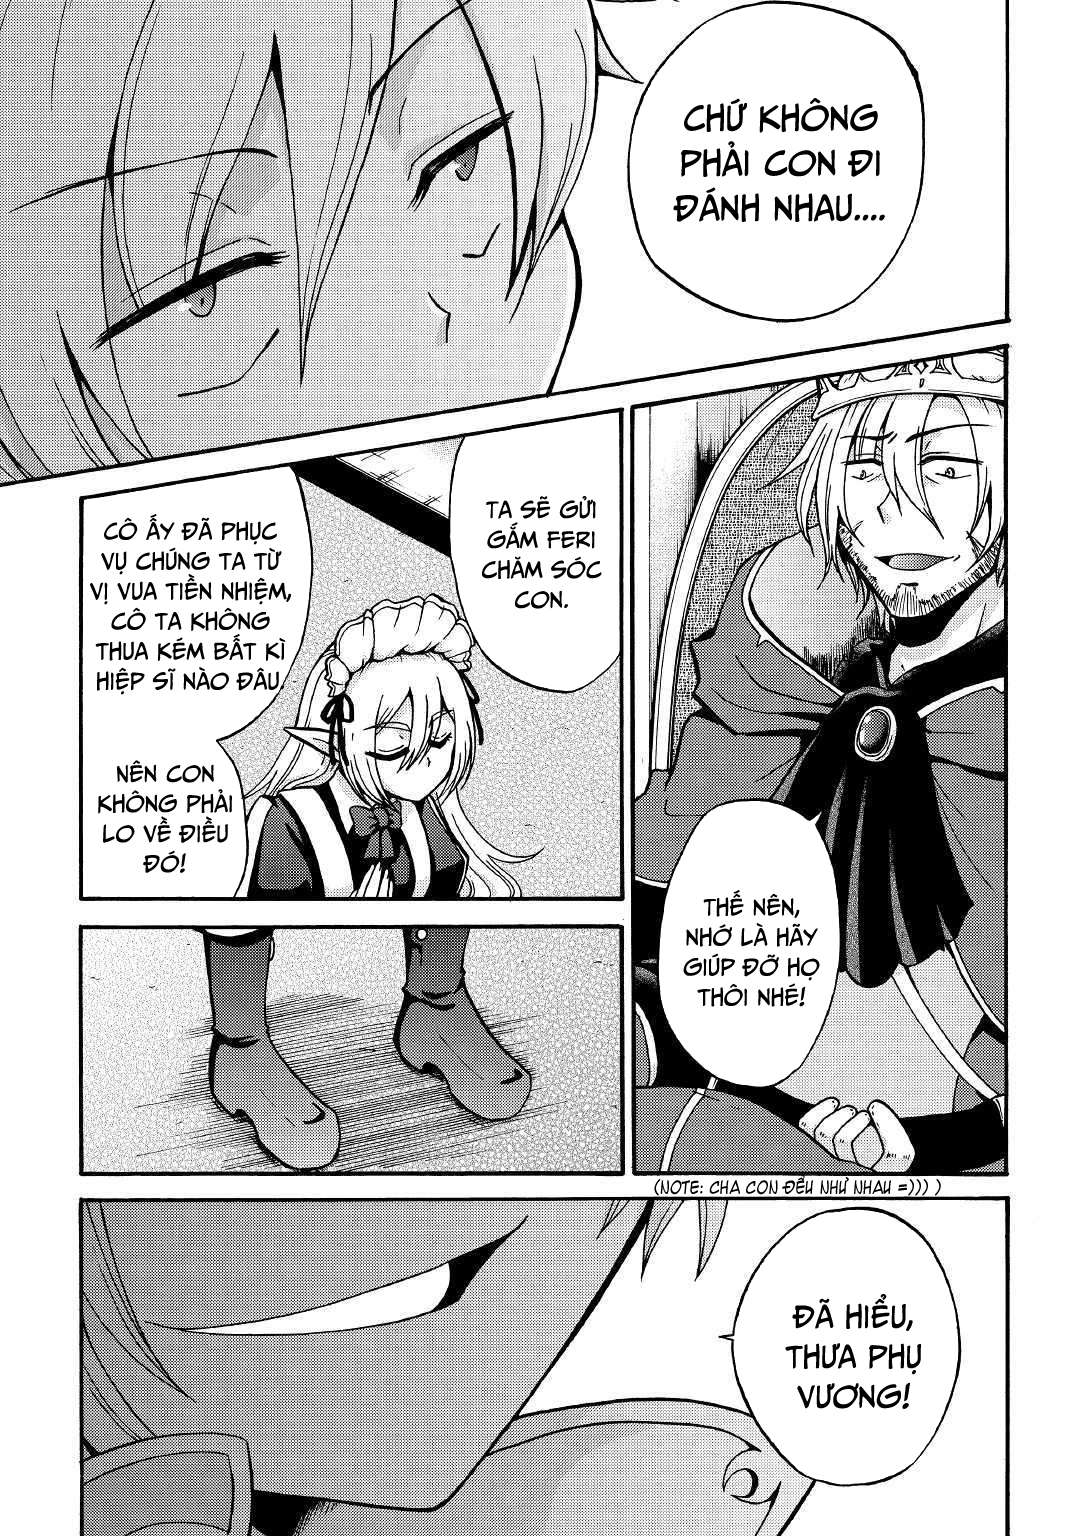 CHỨ KHÔNG
PHẢI CON ĐI
ĐÁNH NHAU....
TA SẼ GỬI
GẮM FERI
CHĂM SÓC
CON.
CÔ ẤY ĐÃ PHỤC
VỤ CHÚNG TA TỪ
VỊ VUA TIỀN NHIỆM,
CÔ TA KHÔNG
THUA KÉM BẤT KÌ
HIỆP SĨ NÀO ĐÂU.
NÊN CON
KHÔNG PHẢI
LO VỀ ĐIỀU
ĐÓ!
THẾ NÊN,
NHỚ LÀ HÃY
GIÚP ĐỠ HỌ
THÔI NHÉ!
(NOTE: CHA CON ĐỀU NHƯ NHAU =))) )
ĐÃ HIỂU,
THƯA PHỤ
VƯƠNG!